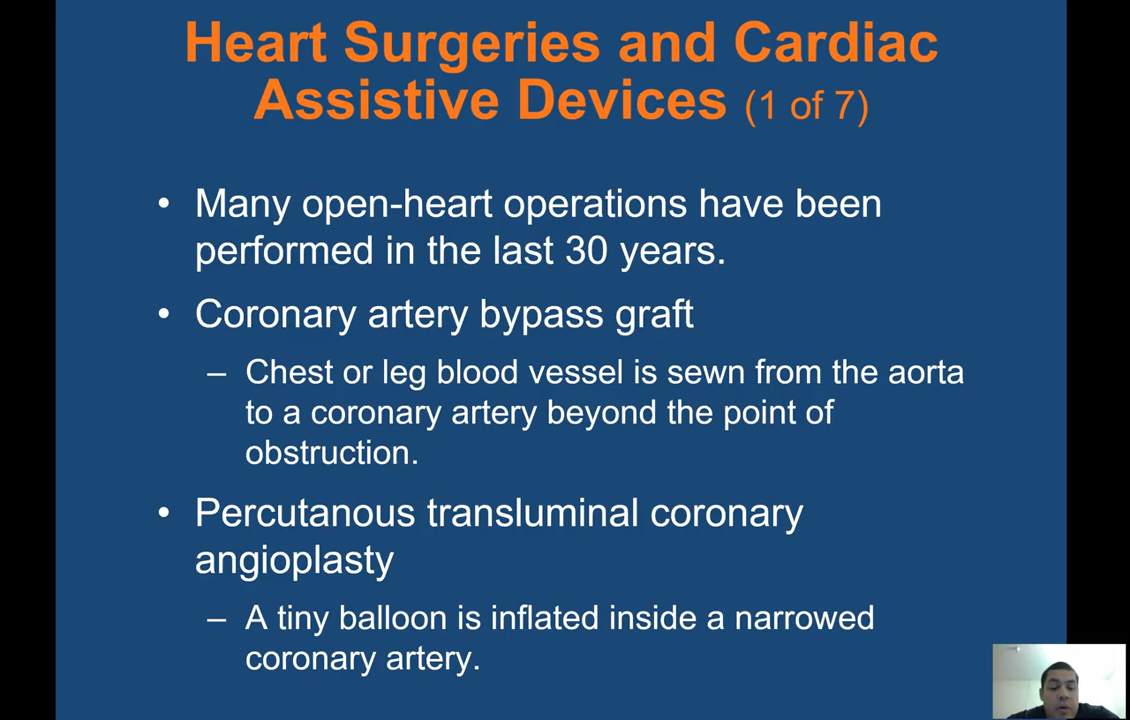 Heart Surgeries and Cardiac
Assistive Devices (1 of 7)
• Many open-heart operations have been
performed in the last 30 years.
• Coronary artery bypass graft
– Chest or leg blood vessel is sewn from the aorta
to a coronary artery beyond the point of
obstruction.
• Percutanous transluminal coronary
angioplasty
– A tiny balloon is inflated inside a narrowed
coronary artery.